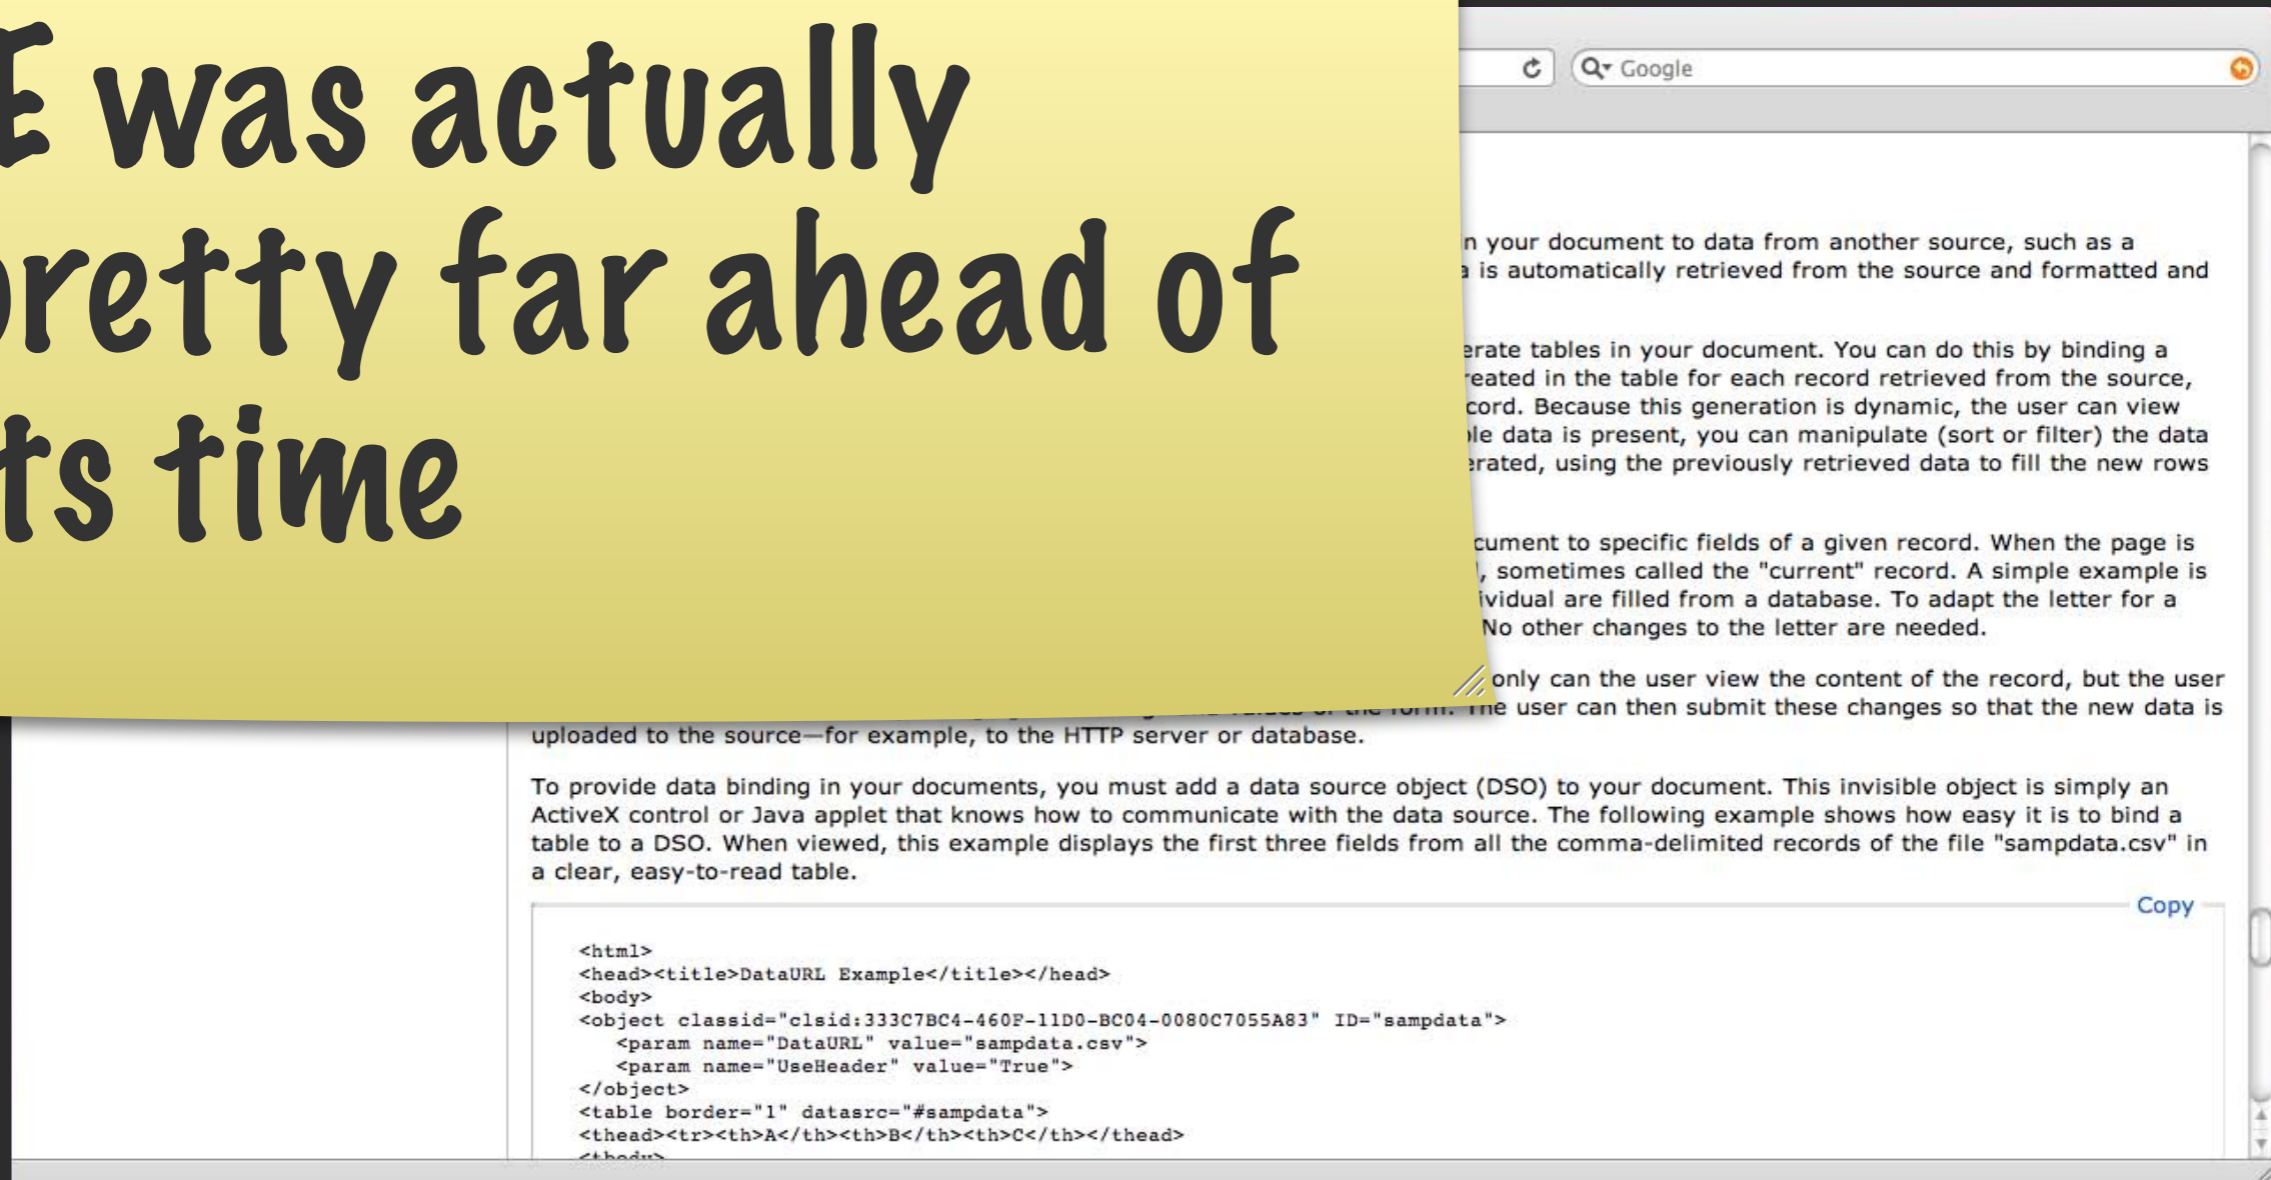 E was actually
pretty far ahead of
ts time
Google
n your document to data from another source, such as a
is automatically retrieved from the source and formatted and
erate tables in your document. You can do this by binding a
reated in the table for each record retrieved from the source,
cord. Because this generation is dynamic, the user can view
le data is present, you can manipulate (sort or filter) the data
erated, using the previously retrieved data to fill the new rows
cument to specific fields of a given record. When the page is
, sometimes called the "current" record. A simple example is
ividual are filled from a database. To adapt the letter for a
No other changes to the letter are needed.
only can the user view the content of the record, but the user
values of the form. The user can then submit these changes so that the new data is
uploaded to the source—for example, to the HTTP server or database.
To provide data binding in your documents, you must add a data source object (DSO) to your document. This invisible object is simply an
ActiveX control or Java applet that knows how to communicate with the data source. The following example shows how easy it is to bind a
table to a DSO. When viewed, this example displays the first three fields from all the comma-delimited records of the file "sampdata.csv" in
a clear, easy-to-read table.
Copy
<html>
<head><title>DataURL Example</title></head>
<body>
<object classid="clsid:333C7BC4-460F-11D0-BC04-0080C7055A83" ID="sampdata">
<param name="DataURL" value="sampdata.csv">
<param name="UseHeader" value="True">
</object>
<table border="1" datasrc="#sampdata">
<thead><tr><th>A</th><th>B</th><th>C</th></thead>
<tbody>